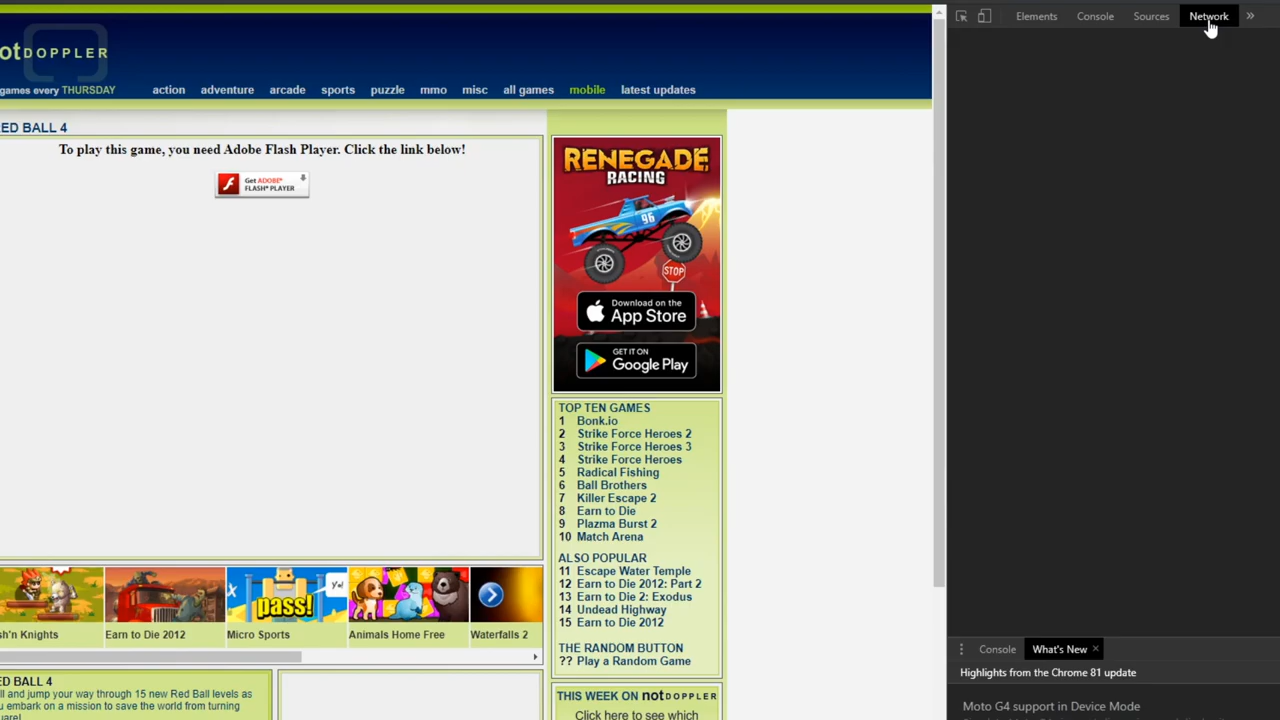 Elements Console Sources Network »
otDOPPLER
games every THURSDAY
action adventure arcade sports puzzle mmo misc all games mobile latest updates
ED BALL 4
To play this game, you need Adobe Flash Player. Click the link below!
Get ADOBE®
FLASH® PLAYER
RENEGADE
RACING
96
STOP
Download on the
App Store
GET IT ON
Google Play
TOP TEN GAMES
1 Bonk.io
2 Strike Force Heroes 2
3 Strike Force Heroes 3
4 Strike Force Heroes
5 Radical Fishing
6 Ball Brothers
7 Killer Escape 2
8 Earn to Die
9 Plazma Burst 2
10 Match Arena
ALSO POPULAR
11 Escape Water Temple
12 Earn to Die 2012: Part 2
13 Earn to Die 2: Exodus
14 Undead Highway
15 Earn to Die 2012
THE RANDOM BUTTON
?? Play a Random Game
THIS WEEK ON notDOPPLER
Click here to see which
pass!
sh'n Knights Earn to Die 2012 Micro Sports Animals Home Free Waterfalls 2
ED BALL 4
ll and jump your way through 15 new Red Ball levels as
u embark on a mission to save the world from turning
uare!
Console What's New ×
Highlights from the Chrome 81 update
Moto G4 support in Device Mode